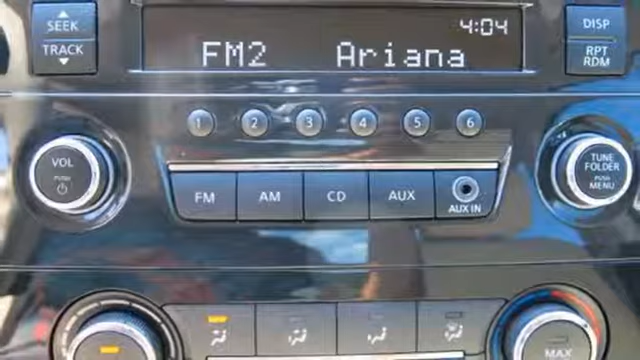 SEEK
TRACK
4:04
FM2 Ariana
DISP
RPT
RDM
1 2 3 4 5 6
VOL
PUSH
TUNE
FOLDER
PUSH
MENU
FM AM CD AUX
AUX IN
MAX